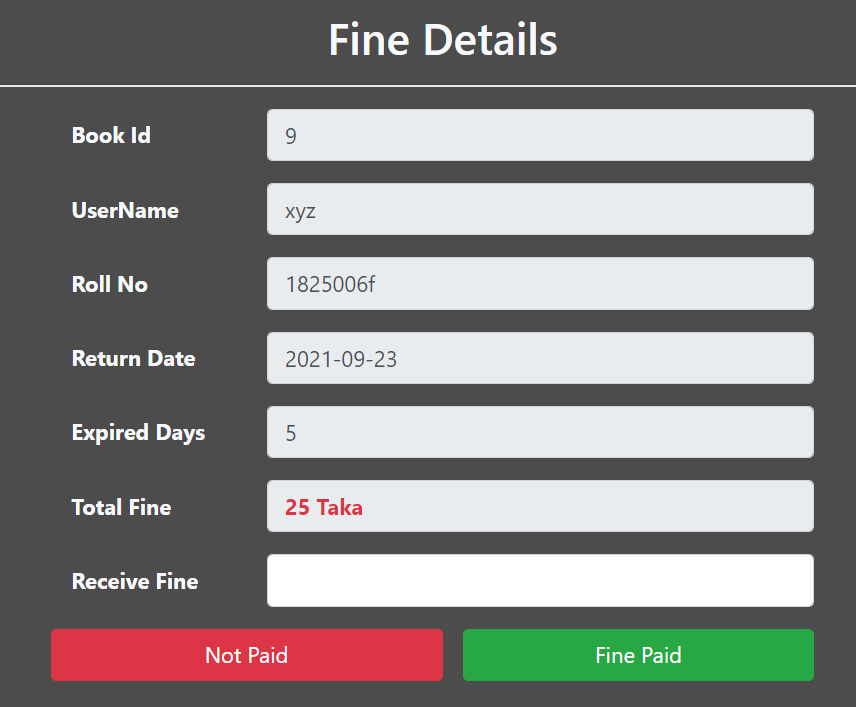 Fine Details
Book Id 9
UserName xyz
Roll No 1825006f
Return Date 2021-09-23
Expired Days 5
Total Fine 25 Taka
Receive Fine
Not Paid Fine Paid